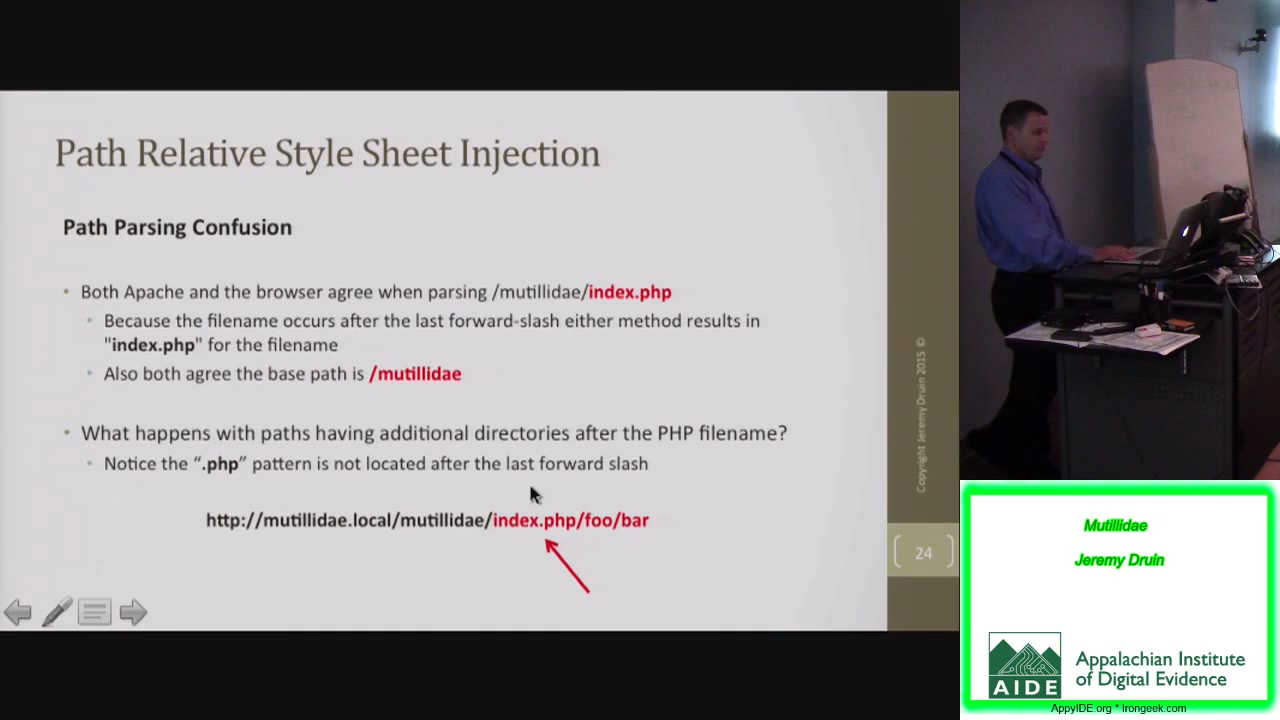 Path Relative Style Sheet Injection
Path Parsing Confusion
• Both Apache and the browser agree when parsing /mutillidae/index.php
• Because the filename occurs after the last forward-slash either method results in
"index.php" for the filename
• Also both agree the base path is /mutillidae
• What happens with paths having additional directories after the PHP filename?
• Notice the “.php” pattern is not located after the last forward slash
http://mutillidae.local/mutillidae/index.php/foo/bar
Copyright Jeremy Druin 2015 ©
24
Mutillidae
Jeremy Druin
AIDE
Appalachian Institute
of Digital Evidence
AppyIDE.org * Irongeek.com